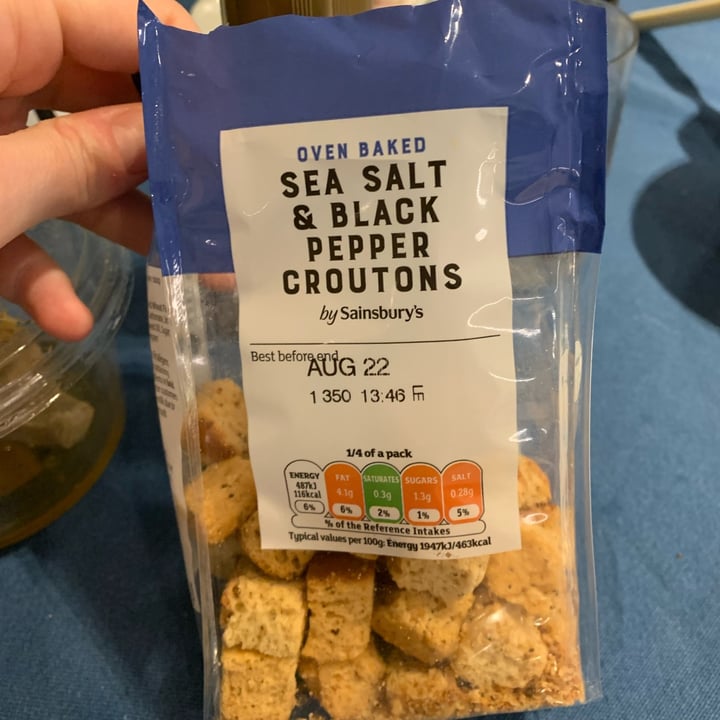 OVEN BAKED
SEA SALT
& BLACK
PEPPER
CROUTONS
by Sainsbury's
Best before end
AUG 22
1 350 13:46 E
1/4 of a pack
ENERGY FAT SATURATES SUGARS SALT
487kJ
116kcal 4.1g 0.3g 1.3g 0.28g
6% 6% 2% 1% 5%
% of the Reference Intakes
Typical values per 100g: Energy 1947kJ/463kcal